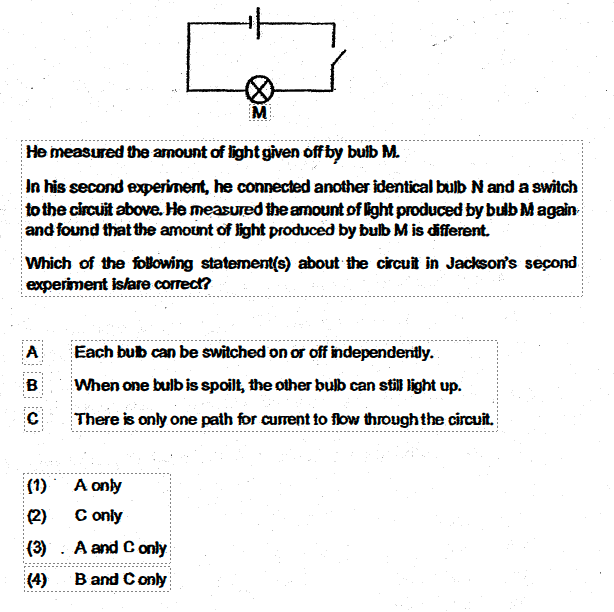 M
He measured the amount of light given off by bulb M.
In his second experiment, he connected another identical bulb N and a switch
to the circuit above. He measured the amount of light produced by bulb M again
and found that the amount of light produced by bulb M is different.
Which of the following statement(s) about the circuit in Jackson's second
experiment is/are correct?
A Each bulb can be switched on or off independently.
B When one bulb is spoilt, the other bulb can still light up.
C There is only one path for current to flow through the circuit.
(1) A only
(2) C only
(3) A and C only
(4) B and C only